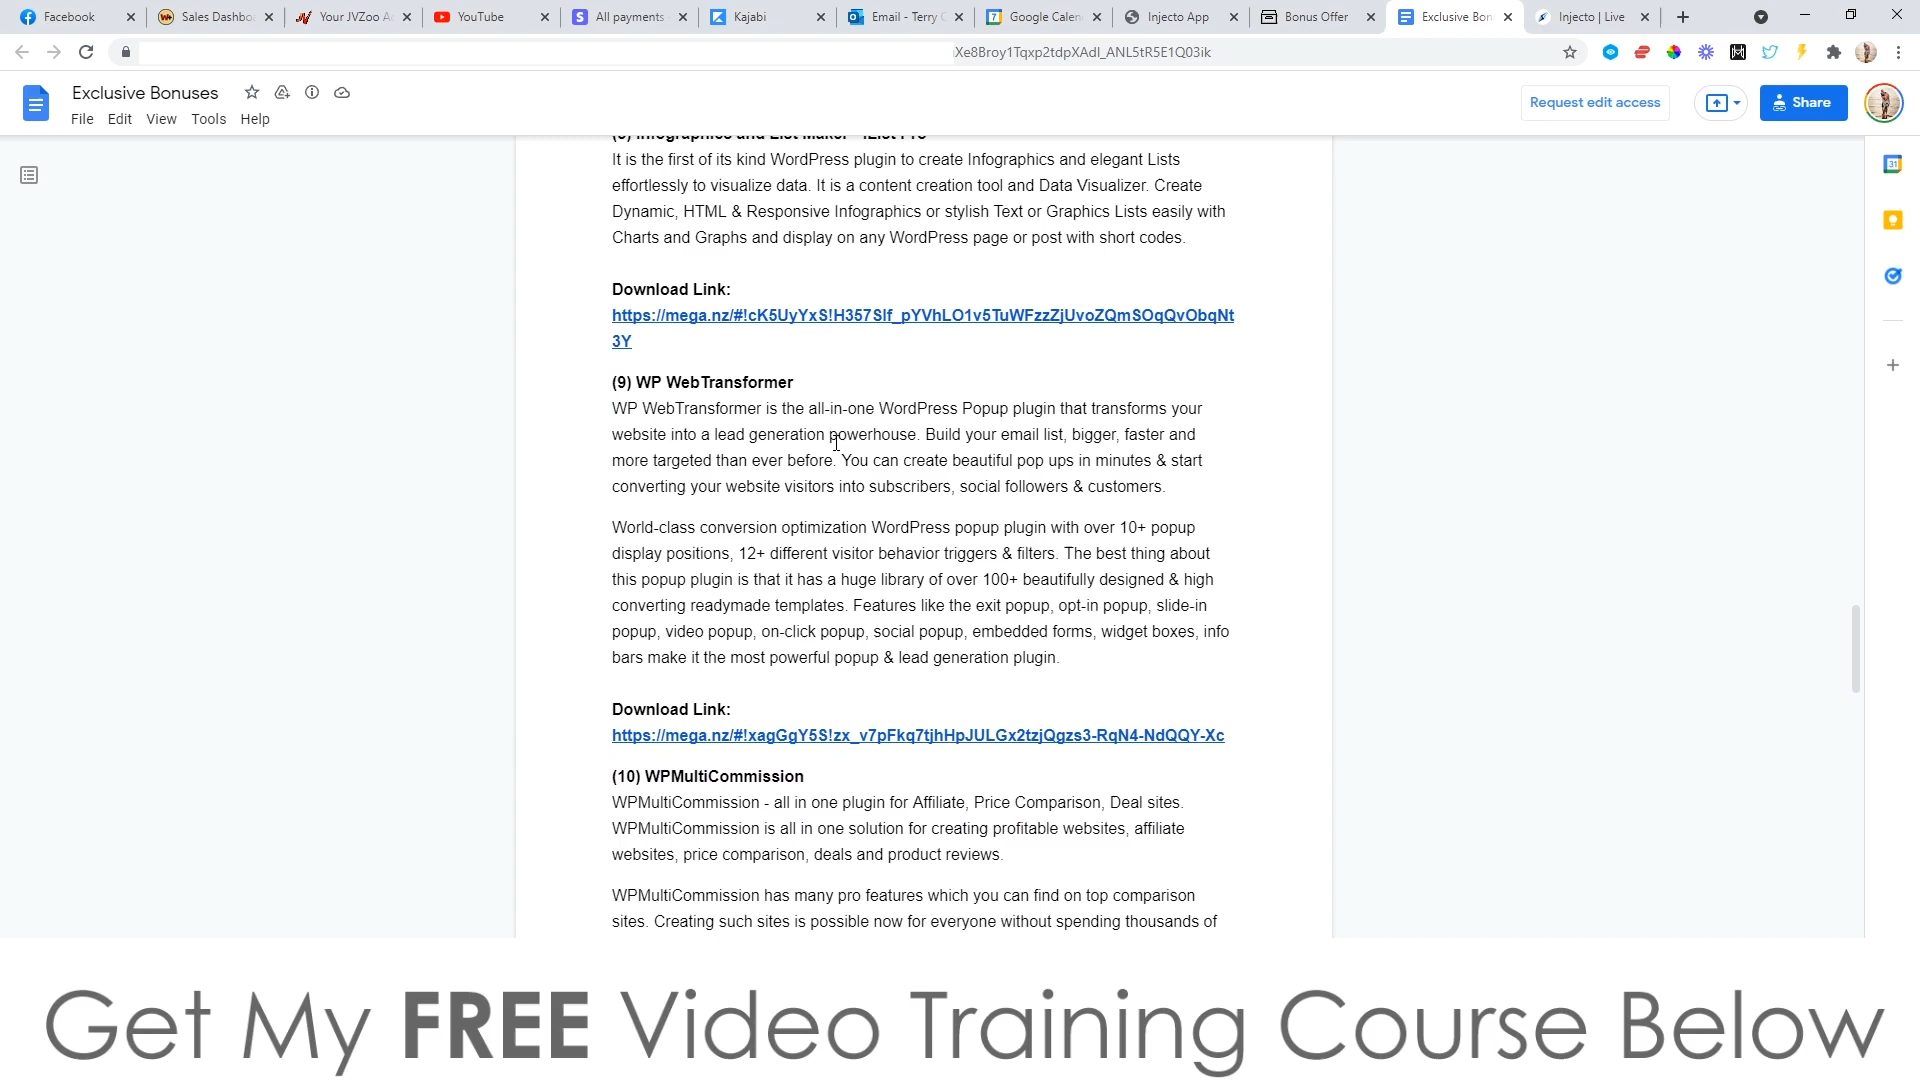 Facebook
Sales Dashbo
Your JVZoo A
YouTube
All payments
Kajabi
Email - Terry
Google Calen
Injecto App
Bonus Offer
Exclusive Bon
Injecto | Live
Xe8Broy1Tqxp2tdpXAdI_ANL5tR5E1Q03ik
Exclusive Bonuses
File Edit View Tools Help
Request edit access
Share
It is the first of its kind WordPress plugin to create Infographics and elegant Lists
effortlessly to visualize data. It is a content creation tool and Data Visualizer. Create
Dynamic, HTML & Responsive Infographics or stylish Text or Graphics Lists easily with
Charts and Graphs and display on any WordPress page or post with short codes.
Download Link:
https://mega.nz/#!cK5UyYxS!H357SIf_pYVhLO1v5TuWFzzZjUvoZQmSOqQvObqNt
3Y
(9) WP WebTransformer
WP WebTransformer is the all-in-one WordPress Popup plugin that transforms your
website into a lead generation powerhouse. Build your email list, bigger, faster and
more targeted than ever before. You can create beautiful pop ups in minutes & start
converting your website visitors into subscribers, social followers & customers.
World-class conversion optimization WordPress popup plugin with over 10+ popup
display positions, 12+ different visitor behavior triggers & filters. The best thing about
this popup plugin is that it has a huge library of over 100+ beautifully designed & high
converting readymade templates. Features like the exit popup, opt-in popup, slide-in
popup, video popup, on-click popup, social popup, embedded forms, widget boxes, info
bars make it the most powerful popup & lead generation plugin.
Download Link:
https://mega.nz/#!xagGgY5S!zx_v7pFkq7tjhHpJULGx2tzjQgzs3-RqN4-NdQQY-Xc
(10) WPMultiCommission
WPMultiCommission - all in one plugin for Affiliate, Price Comparison, Deal sites.
WPMultiCommission is all in one solution for creating profitable websites, affiliate
websites, price comparison, deals and product reviews.
WPMultiCommission has many pro features which you can find on top comparison
sites. Creating such sites is possible now for everyone without spending thousands of
Get My FREE Video Training Course Below